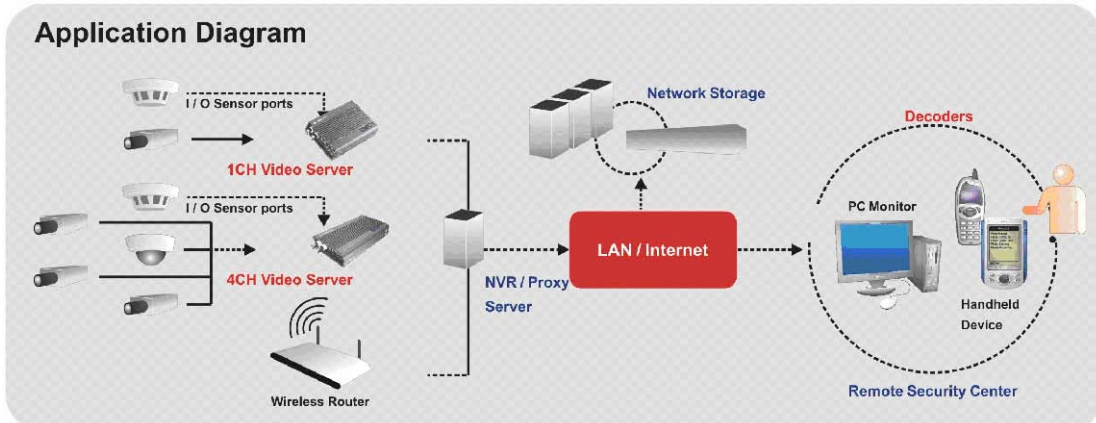 Application Diagram
I / O Sensor ports
1CH Video Server
I / O Sensor ports
4CH Video Server
Wireless Router
NVR / Proxy
Server
Network Storage
LAN / Internet
Decoders
PC Monitor
Handheld
Device
Remote Security Center